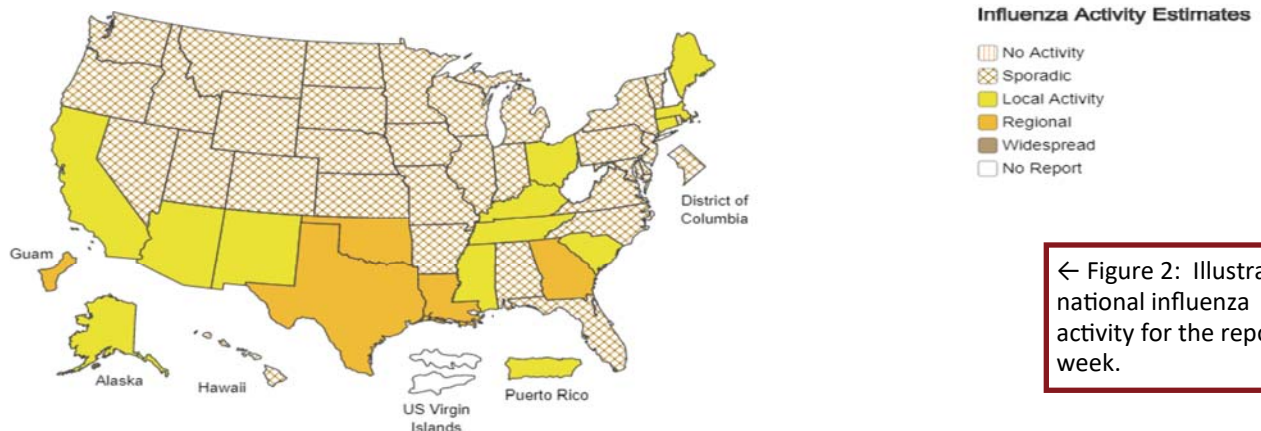 Influenza Activity Estimates
No Activity
Sporadic
Local Activity
Regional
Widespread
No Report
District of
Columbia
Guam
Alaska
Hawaii
US Virgin
Islands
Puerto Rico
← Figure 2: Illustra
national influenza
activity for the repo
week.